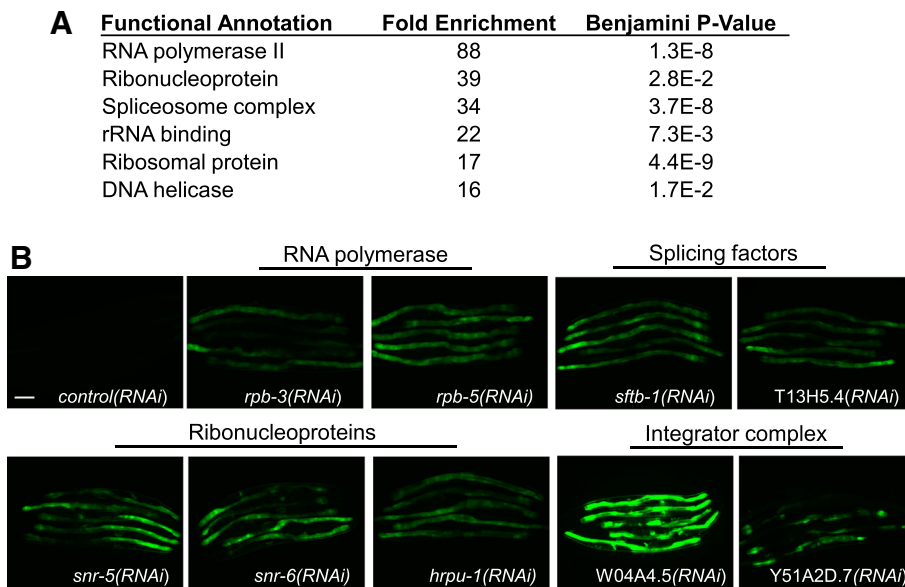 A Functional Annotation Fold Enrichment Benjamini P-Value
RNA polymerase II 88 1.3E-8
Ribonucleoprotein 39 2.8E-2
Spliceosome complex 34 3.7E-8
rRNA binding 22 7.3E-3
Ribosomal protein 17 4.4E-9
DNA helicase 16 1.7E-2
B RNA polymerase Splicing factors
control(RNAi) rpb-3(RNAi) rpb-5(RNAi) sftb-1(RNAi) T13H5.4(RNAi)
Ribonucleoproteins Integrator complex
snr-5(RNAi) snr-6(RNAi) hrpu-1(RNAi) W04A4.5(RNAi) Y51A2D.7(RNAi)